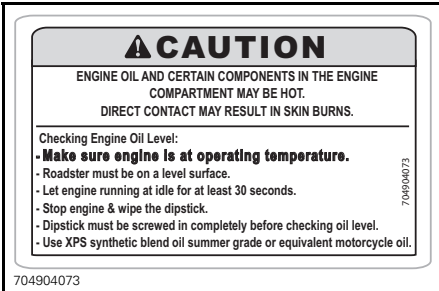 CAUTION
ENGINE OIL AND CERTAIN COMPONENTS IN THE ENGINE
COMPARTMENT MAY BE HOT.
DIRECT CONTACT MAY RESULT IN SKIN BURNS.
Checking Engine Oil Level:
- Make sure engine is at operating temperature.
- Roadster must be on a level surface.
- Let engine running at idle for at least 30 seconds.
- Stop engine & wipe the dipstick.
- Dipstick must be screwed in completely before checking oil level.
- Use XPS synthetic blend oil summer grade or equivalent motorcycle oil.
704904073
704904073